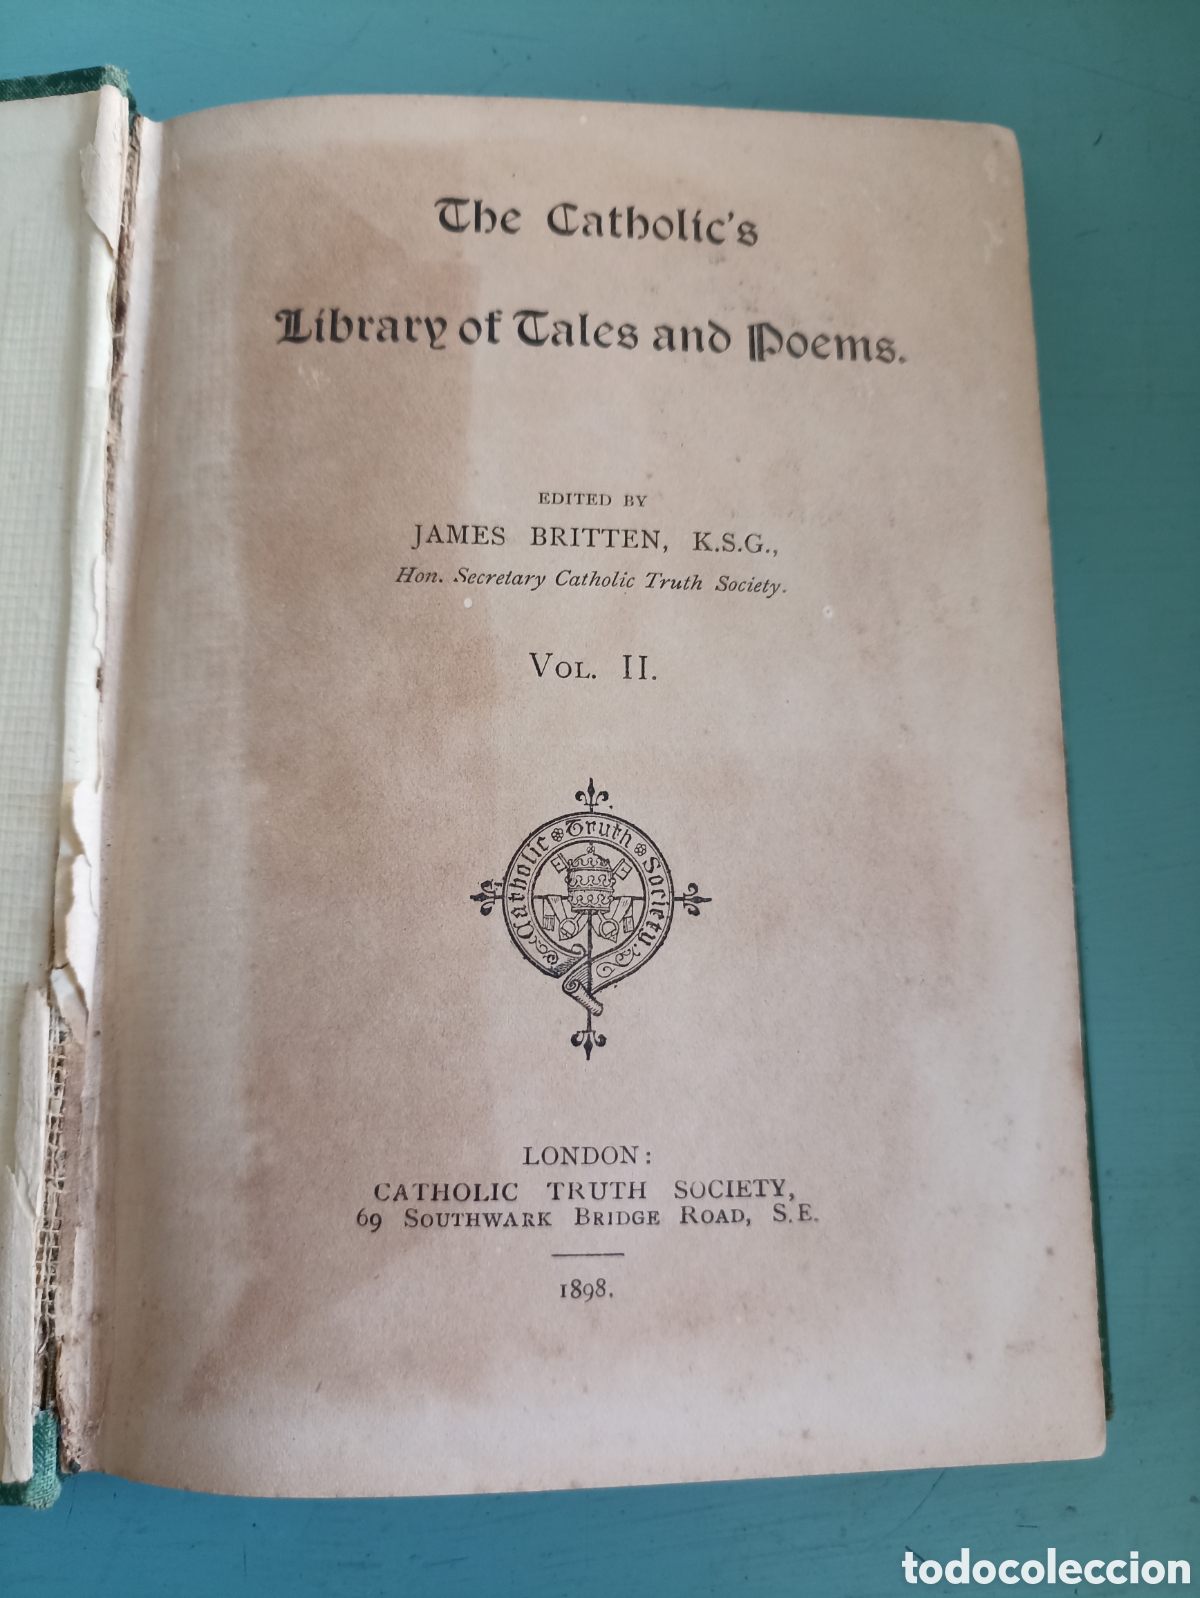 The Catholic's
Library of Tales and Poems.
EDITED BY
JAMES BRITTEN, K.S.G.,
Hon. Secretary Catholic Truth Society.
VOL. II.
Catholic Truth Society
LONDON:
CATHOLIC TRUTH SOCIETY,
69 SOUTHWARK BRIDGE ROAD, S.E.
1898.
todocoleccion